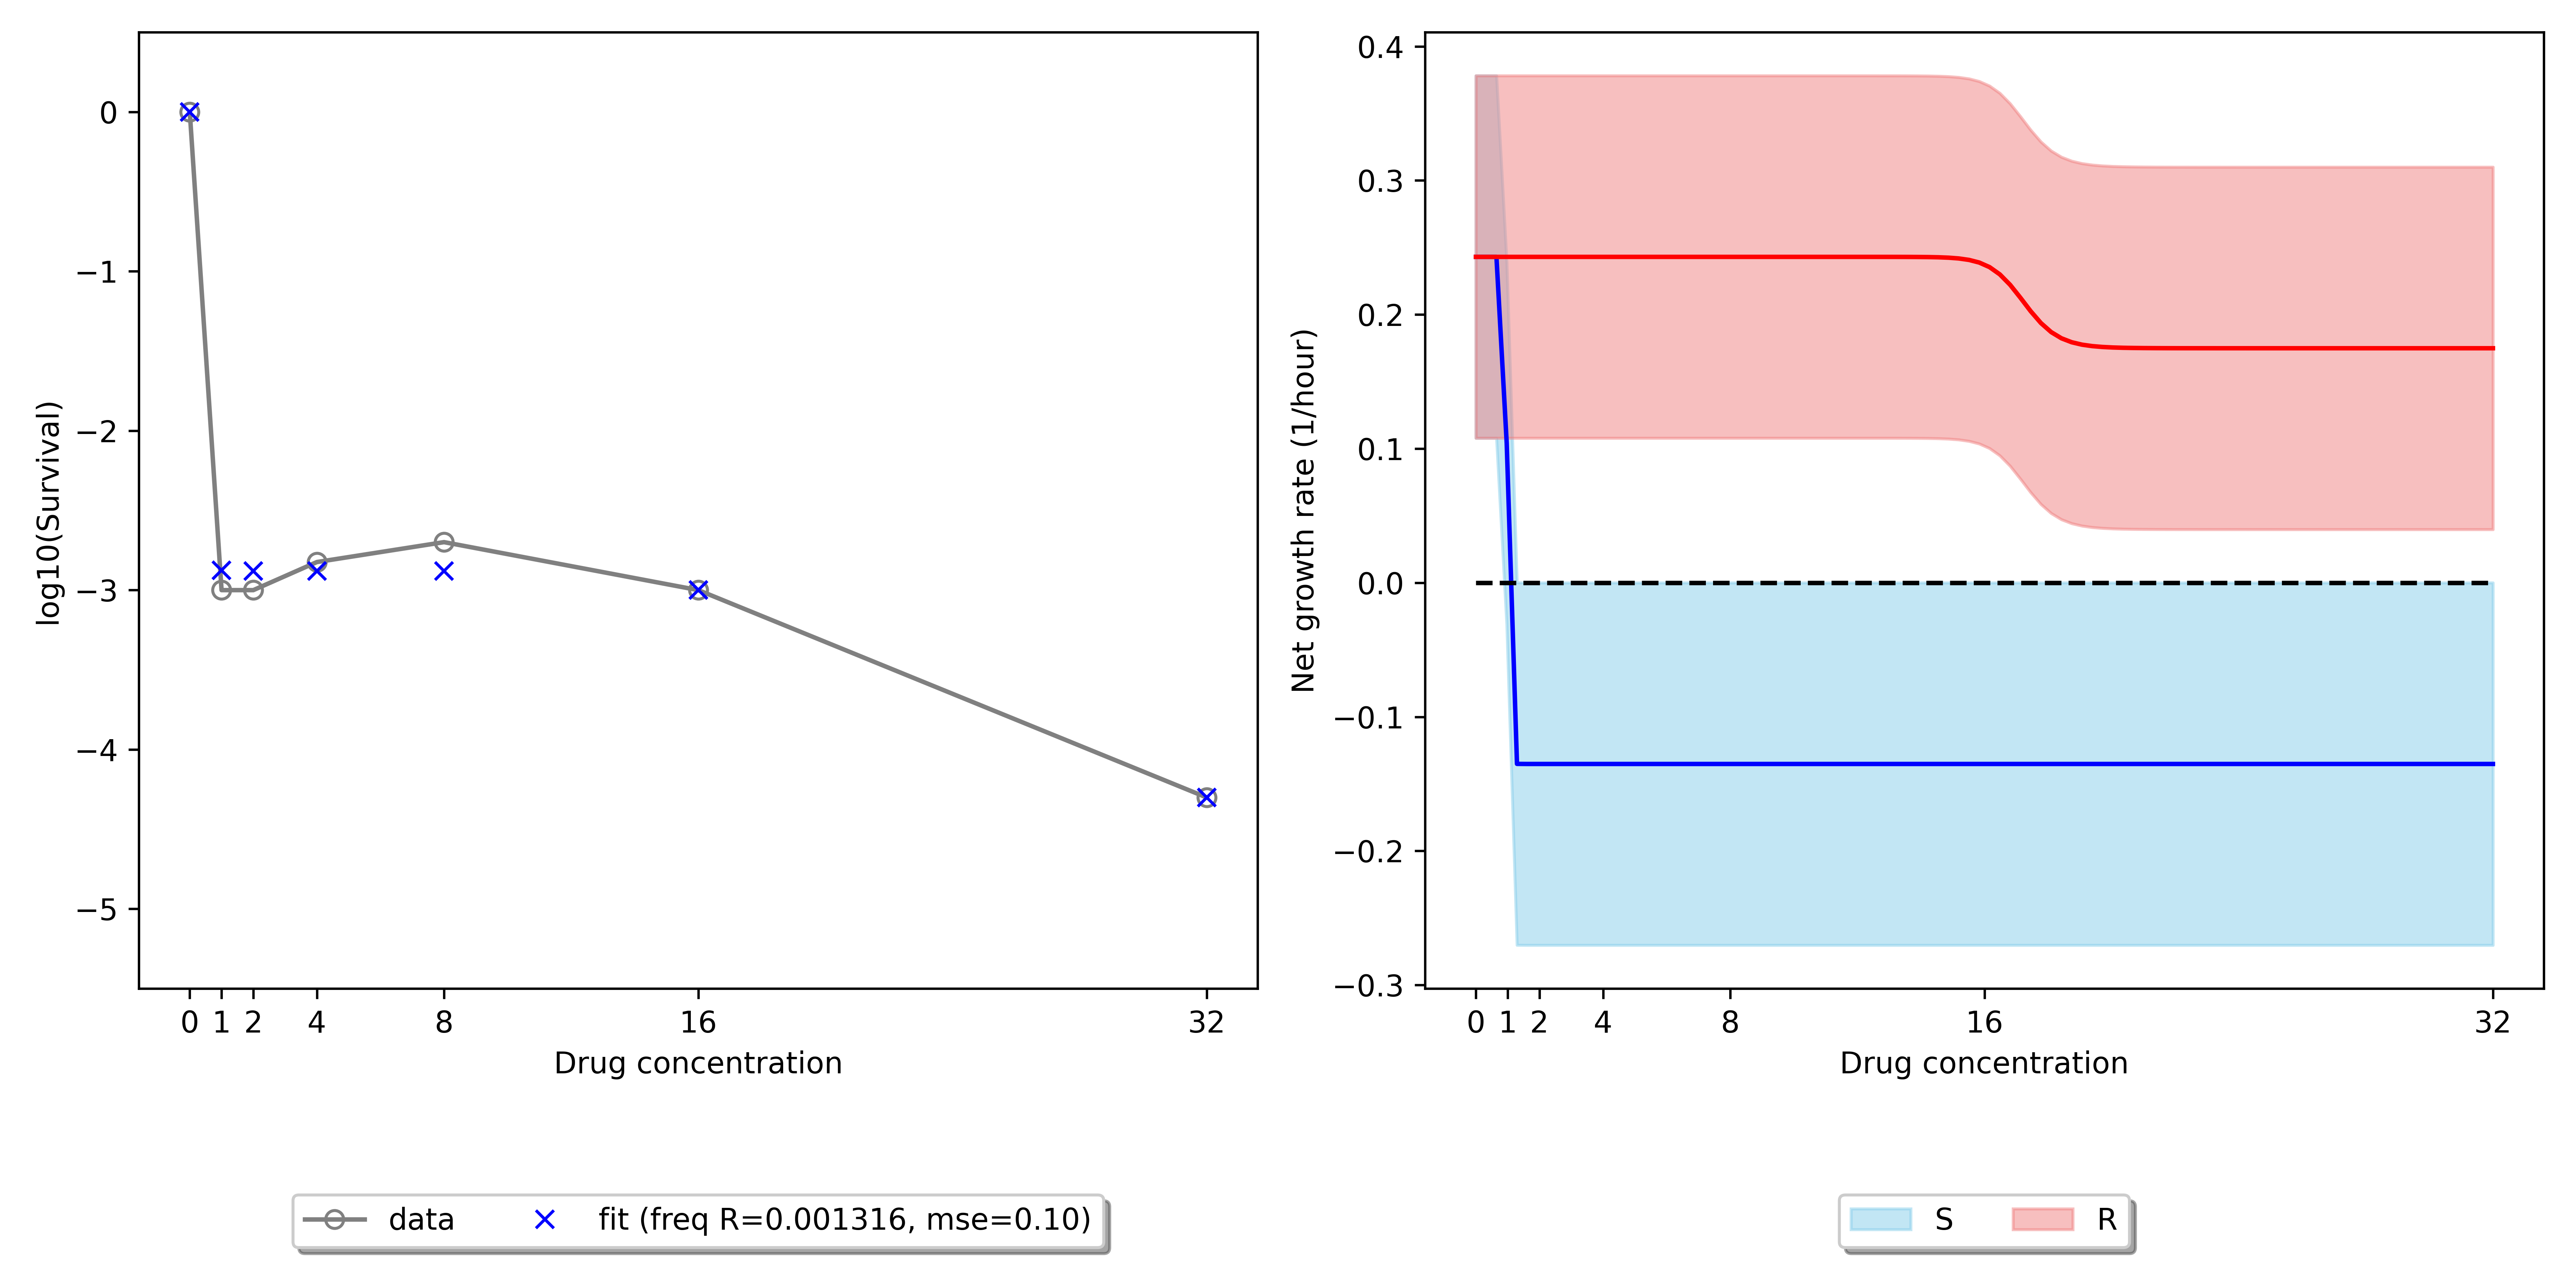 0
−1
−2
−3
−4
−5
log10(Survival)
0 1 2 4 8 16 32
Drug concentration
data fit (freq R=0.001316, mse=0.10)
0.4
0.3
0.2
0.1
0.0
−0.1
−0.2
−0.3
Net growth rate (1/hour)
0 1 2 4 8 16 32
Drug concentration
S R